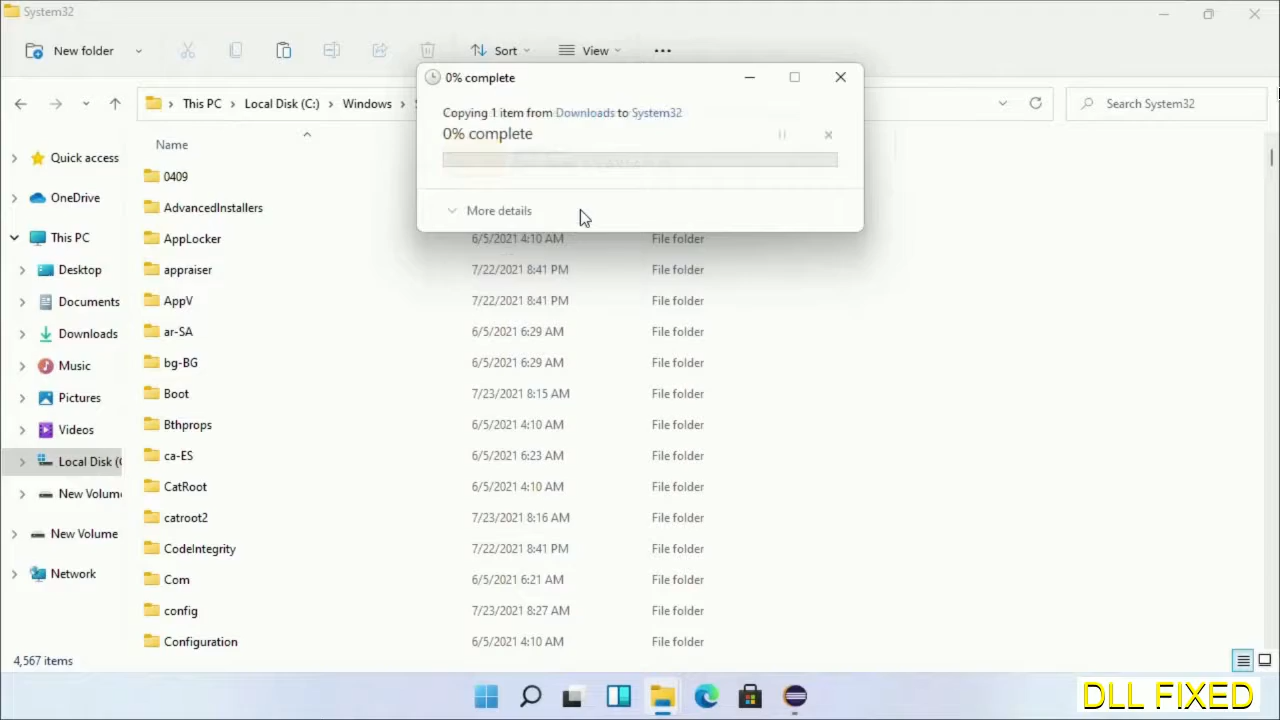 System32
New folder
Sort
View
0% complete
This PC
Local Disk (C:)
Windows
Search System32
Copying 1 item from Downloads to System32
0% complete
More details
Name
Quick access
OneDrive
This PC
Desktop
Documents
Downloads
Music
Pictures
Videos
Local Disk (
New Volum
New Volume
Network
0409
AdvancedInstallers
AppLocker 6/5/2021 4:10 AM File folder
appraiser 7/22/2021 8:41 PM File folder
AppV 7/22/2021 8:41 PM File folder
ar-SA 6/5/2021 6:29 AM File folder
bg-BG 6/5/2021 6:29 AM File folder
Boot 7/23/2021 8:15 AM File folder
Bthprops 6/5/2021 4:10 AM File folder
ca-ES 6/5/2021 6:23 AM File folder
CatRoot 6/5/2021 4:10 AM File folder
catroot2 7/23/2021 8:16 AM File folder
CodeIntegrity 7/22/2021 8:41 PM File folder
Com 6/5/2021 6:21 AM File folder
config 7/23/2021 8:27 AM File folder
Configuration 6/5/2021 4:10 AM File folder
4,567 items
DLL FIXED